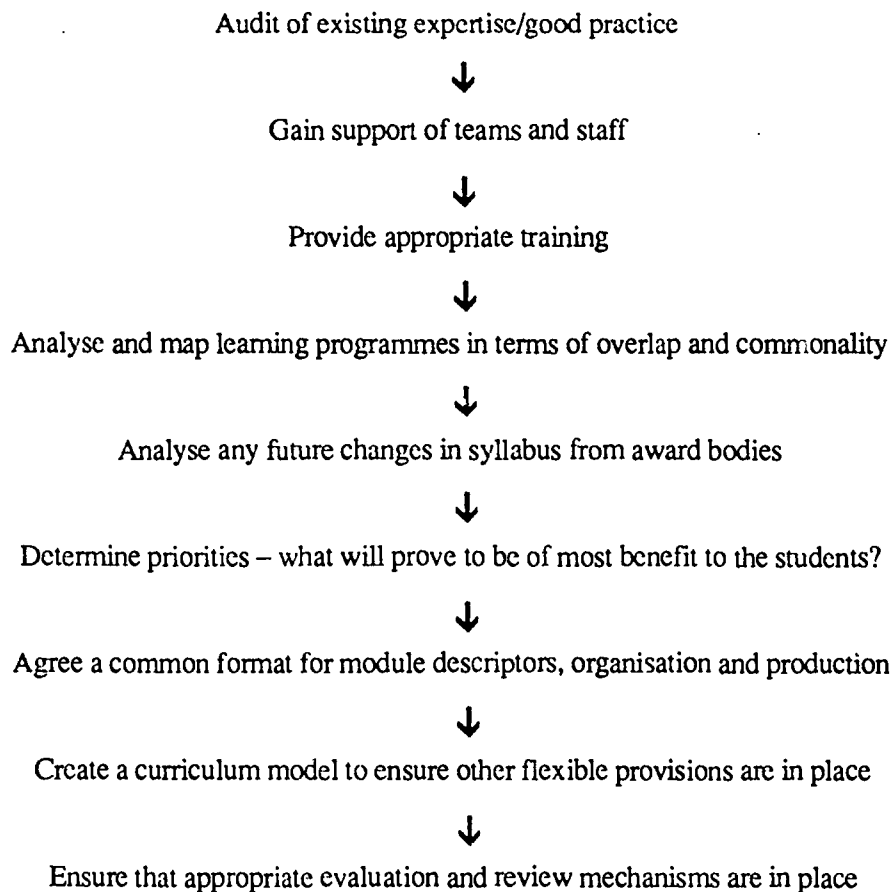 Audit of existing expertise/good practice
↓
Gain support of teams and staff
↓
Provide appropriate training
↓
Analyse and map learning programmes in terms of overlap and commonality
↓
Analyse any future changes in syllabus from award bodies
↓
Determine priorities – what will prove to be of most benefit to the students?
↓
Agree a common format for module descriptors, organisation and production
↓
Create a curriculum model to ensure other flexible provisions are in place
↓
Ensure that appropriate evaluation and review mechanisms are in place